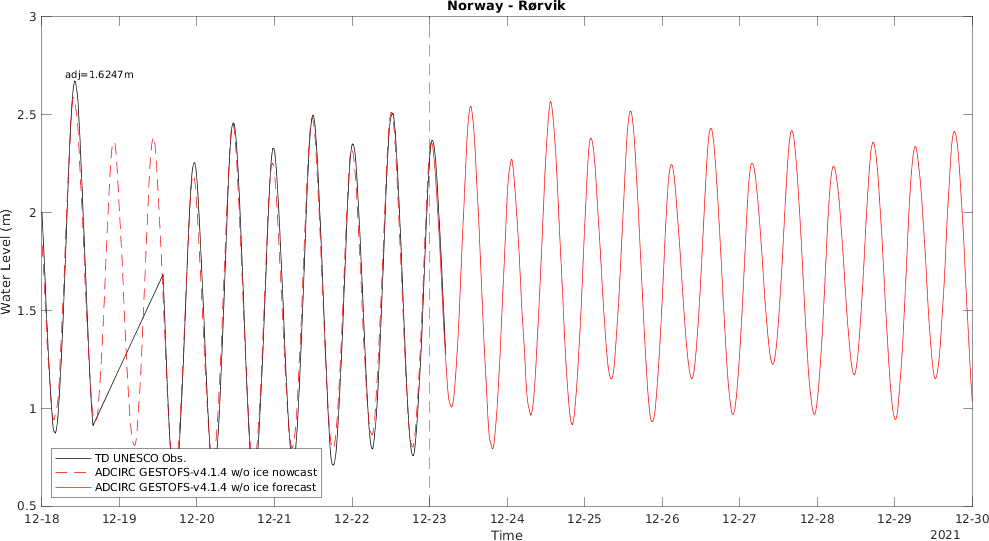 Norway - Rørvik
adj=1.6247m
Water Level (m)
3
2.5
2
1.5
1
0.5
TD UNESCO Obs.
ADCIRC GESTOFS-v4.1.4 w/o ice nowcast
ADCIRC GESTOFS-v4.1.4 w/o ice forecast
12-18 12-19 12-20 12-21 12-22 12-23 12-24 12-25 12-26 12-27 12-28 12-29 12-30
Time
2021